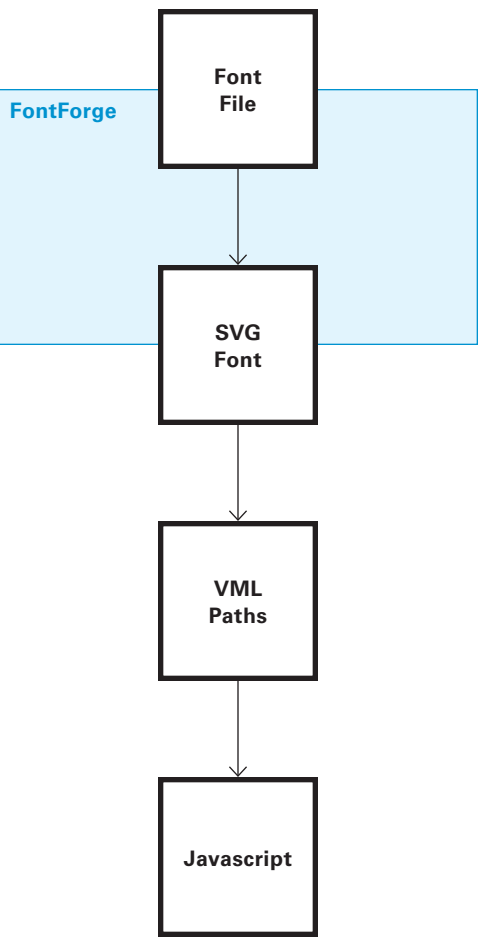 Font
File
FontForge
SVG
Font
VML
Paths
Javascript